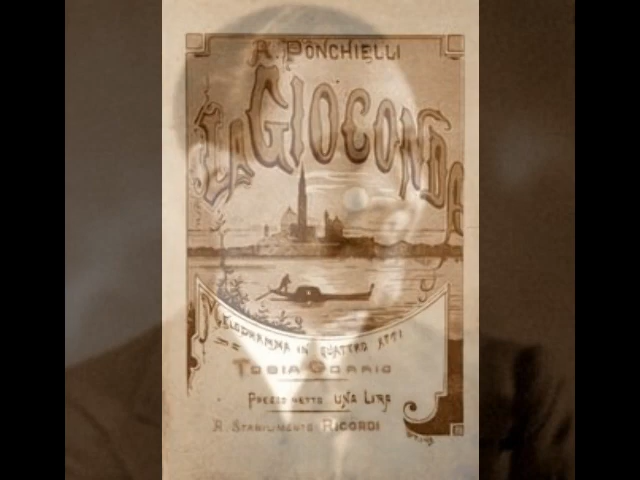 A. PONCHIELLI
LA GIOCONDA
MELODRAMMA IN QUATTRO ATTI
TOBIA GORRIO
PREZZO NETTO UNA LIRA
R. STABILIMENTO RICORDI